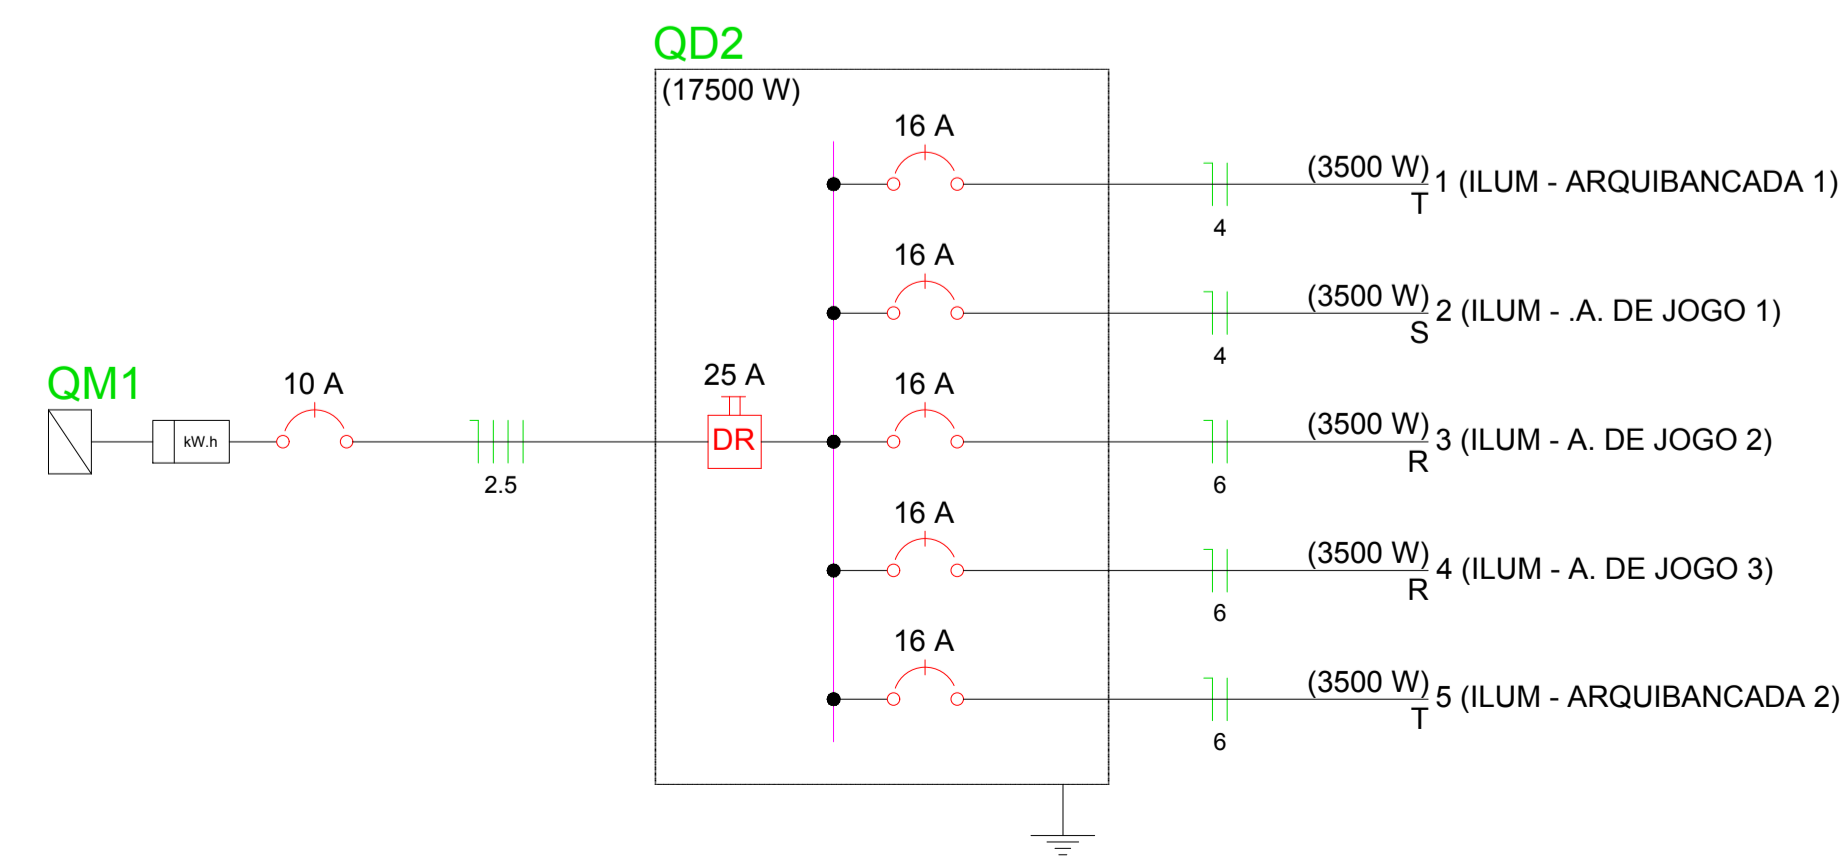 QD2
(17500 W)
16 A
(3500 W)
1 (ILUM - ARQUIBANCADA 1)
T
4
16 A
(3500 W)
2 (ILUM - .A. DE JOGO 1)
S
4
QM1
10 A
kW.h
2.5
25 A
DR
16 A
(3500 W)
3 (ILUM - A. DE JOGO 2)
R
6
16 A
(3500 W)
4 (ILUM - A. DE JOGO 3)
R
6
16 A
(3500 W)
5 (ILUM - ARQUIBANCADA 2)
T
6